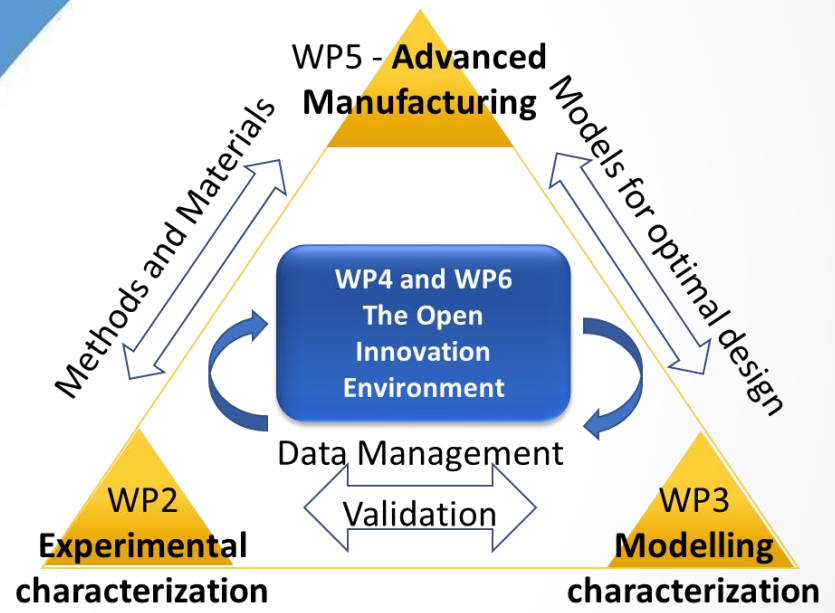 WP5 - Advanced
Manufacturing
Methods and Materials
Models for optimal design
WP4 and WP6
The Open
Innovation
Environment
Data Management
Validation
WP2
Experimental
characterization
WP3
Modelling
characterization